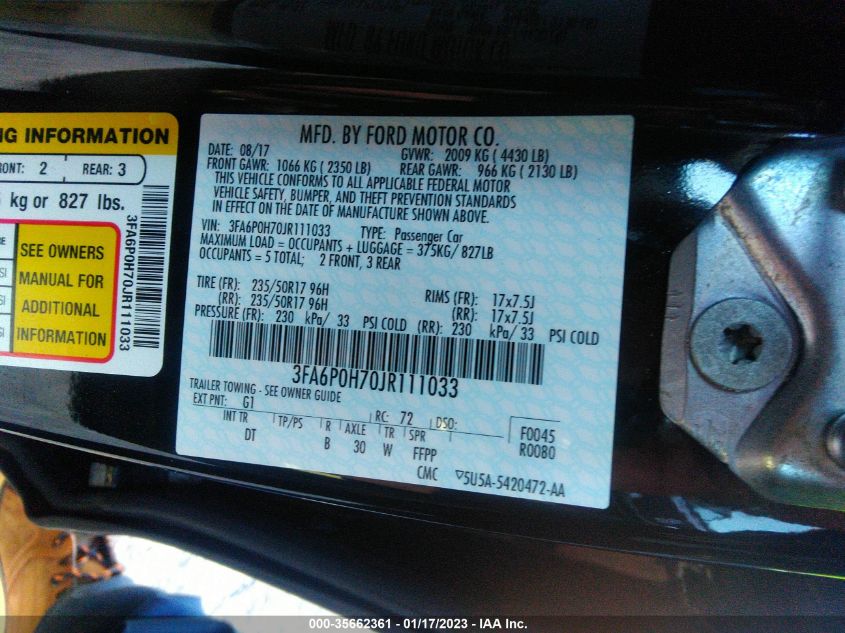 NG INFORMATION
RONT: 2 REAR: 3
kg or 827 lbs.
SEE OWNERS
MANUAL FOR
ADDITIONAL
INFORMATION
3FA6P0H70JR111033
MFD. BY FORD MOTOR CO.
DATE: 08/17 GVWR: 2009 KG ( 4430 LB)
FRONT GAWR: 1066 KG ( 2350 LB) REAR GAWR: 966 KG ( 2130 LB)
THIS VEHICLE CONFORMS TO ALL APPLICABLE FEDERAL MOTOR
VEHICLE SAFETY, BUMPER, AND THEFT PREVENTION STANDARDS
IN EFFECT ON THE DATE OF MANUFACTURE SHOWN ABOVE.
VIN: 3FA6P0H70JR111033 TYPE: Passenger Car
MAXIMUM LOAD = OCCUPANTS + LUGGAGE = 375KG/ 827LB
OCCUPANTS = 5 TOTAL; 2 FRONT, 3 REAR
TIRE (FR): 235/50R17 96H RIMS (FR): 17x7.5J
(RR): 235/50R17 96H (RR): 17x7.5J
PRESSURE (FR): 230 kPa/ 33 PSI COLD (RR): 230 kPa/ 33 PSI COLD
3FA6P0H70JR111033
TRAILER TOWING - SEE OWNER GUIDE
EXT PNT: G1 RC: 72 DSO: F0045
INT TR TP/PS R AXLE TR SPR R0080
DT B 30 W FFPP
CMC 5U5A-5420472-AA
000-35662361 - 01/17/2023 - IAA Inc.